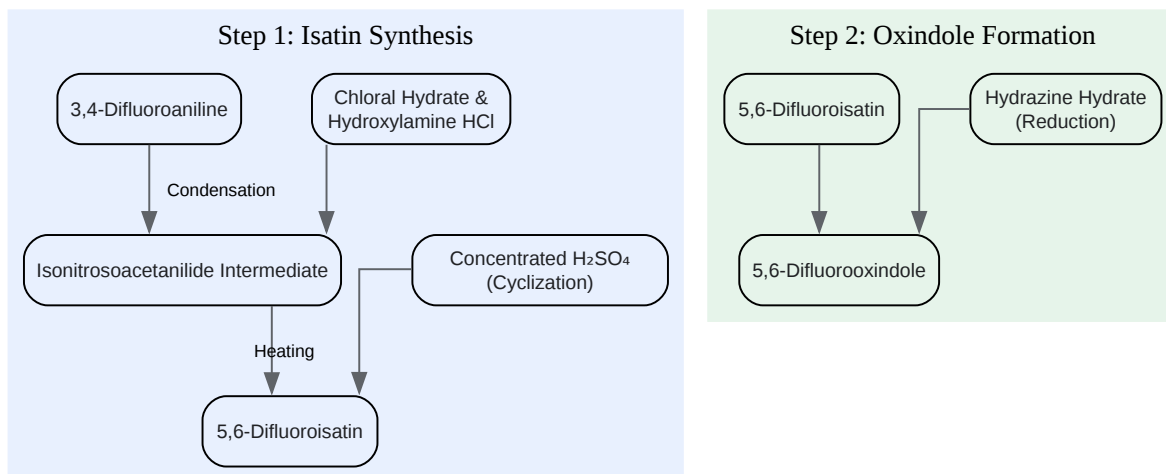 Step 1: Isatin Synthesis
3,4-Difluoroaniline
Chloral Hydrate &
Hydroxylamine HCl
Condensation
Isonitrosoacetanilide Intermediate
Concentrated H₂SO₄
(Cyclization)
Heating
5,6-Difluoroisatin
Step 2: Oxindole Formation
5,6-Difluoroisatin
Hydrazine Hydrate
(Reduction)
5,6-Difluorooxindole